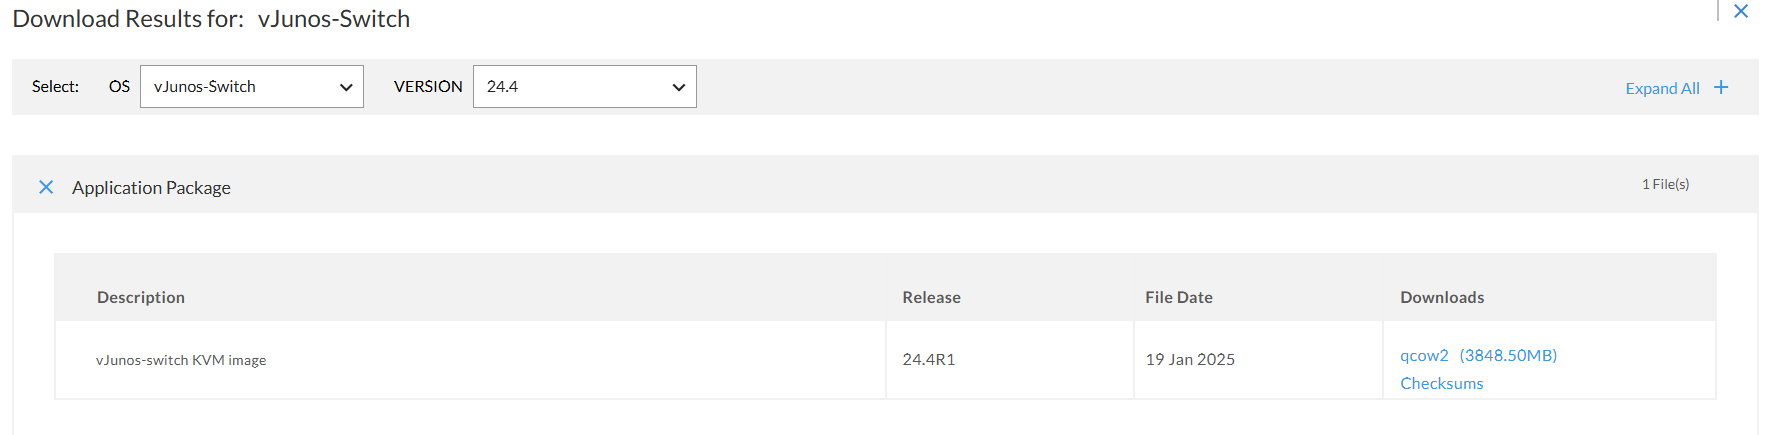 Download Results for: vJunos-Switch
Select: OS vJunos-Switch VERSION 24.4 Expand All
Application Package 1 File(s)
Description Release File Date Downloads
vJunos-switch KVM image 24.4R1 19 Jan 2025 qcow2 (3848.50MB)
Checksums